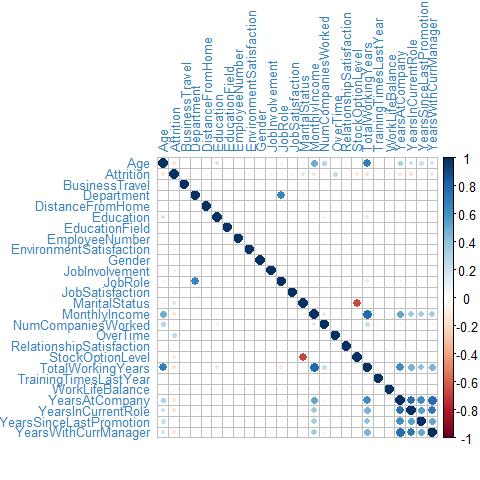 Age
Attrition
BusinessTravel
Department
DistanceFromHome
Education
EducationField
EmployeeNumber
EnvironmentSatisfaction
Gender
JobInvolvement
JobRole
JobSatisfaction
MaritalStatus
MonthlyIncome
NumCompaniesWorked
OverTime
RelationshipSatisfaction
StockOptionLevel
TotalWorkingYears
TrainingTimesLastYear
WorkLifeBalance
YearsAtCompany
YearsInCurrentRole
YearsSinceLastPromotion
YearsWithCurrManager
Age
Attrition
BusinessTravel
Department
DistanceFromHome
Education
EducationField
EmployeeNumber
EnvironmentSatisfaction
Gender
JobInvolvement
JobRole
JobSatisfaction
MaritalStatus
MonthlyIncome
NumCompaniesWorked
OverTime
RelationshipSatisfaction
StockOptionLevel
TotalWorkingYears
TrainingTimesLastYear
WorkLifeBalance
YearsAtCompany
YearsInCurrentRole
YearsSinceLastPromotion
YearsWithCurrManager
1
0.8
0.6
0.4
0.2
0
-0.2
-0.4
-0.6
-0.8
-1